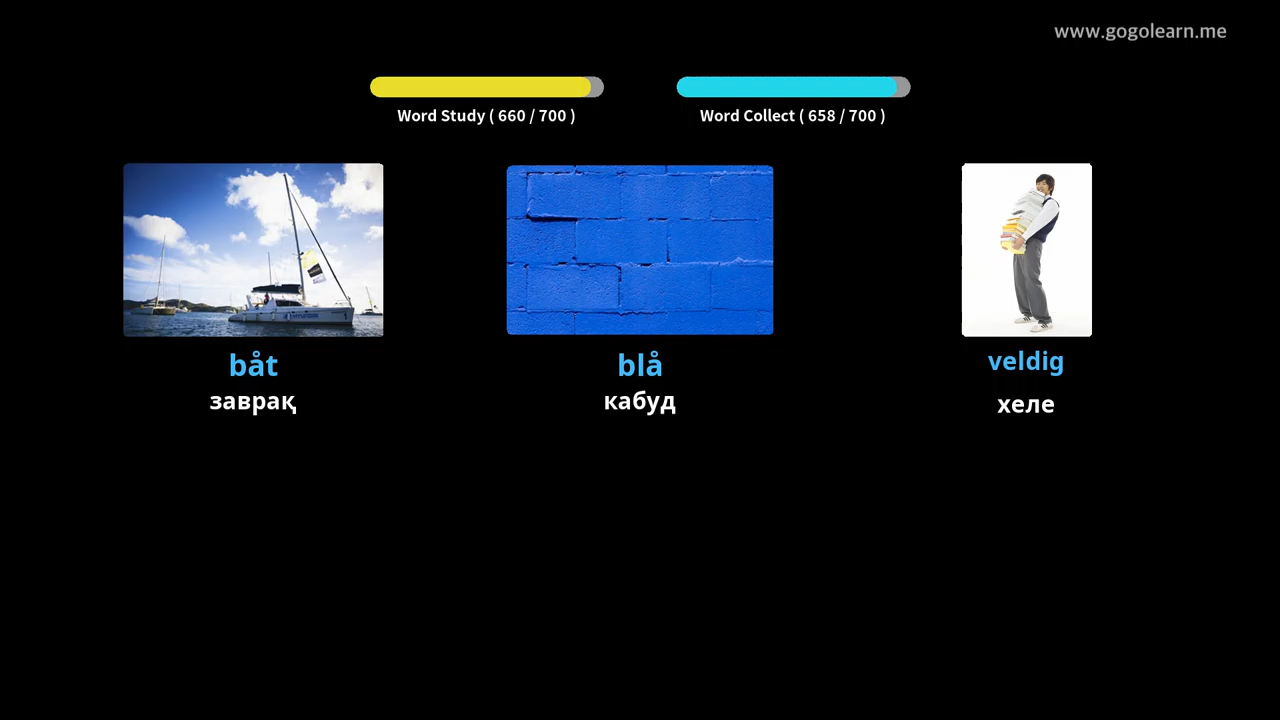 www.gogolearn.me
Word Study ( 660 / 700 )
Word Collect ( 658 / 700 )
båt
заврақ
blå
кабуд
veldig
хеле